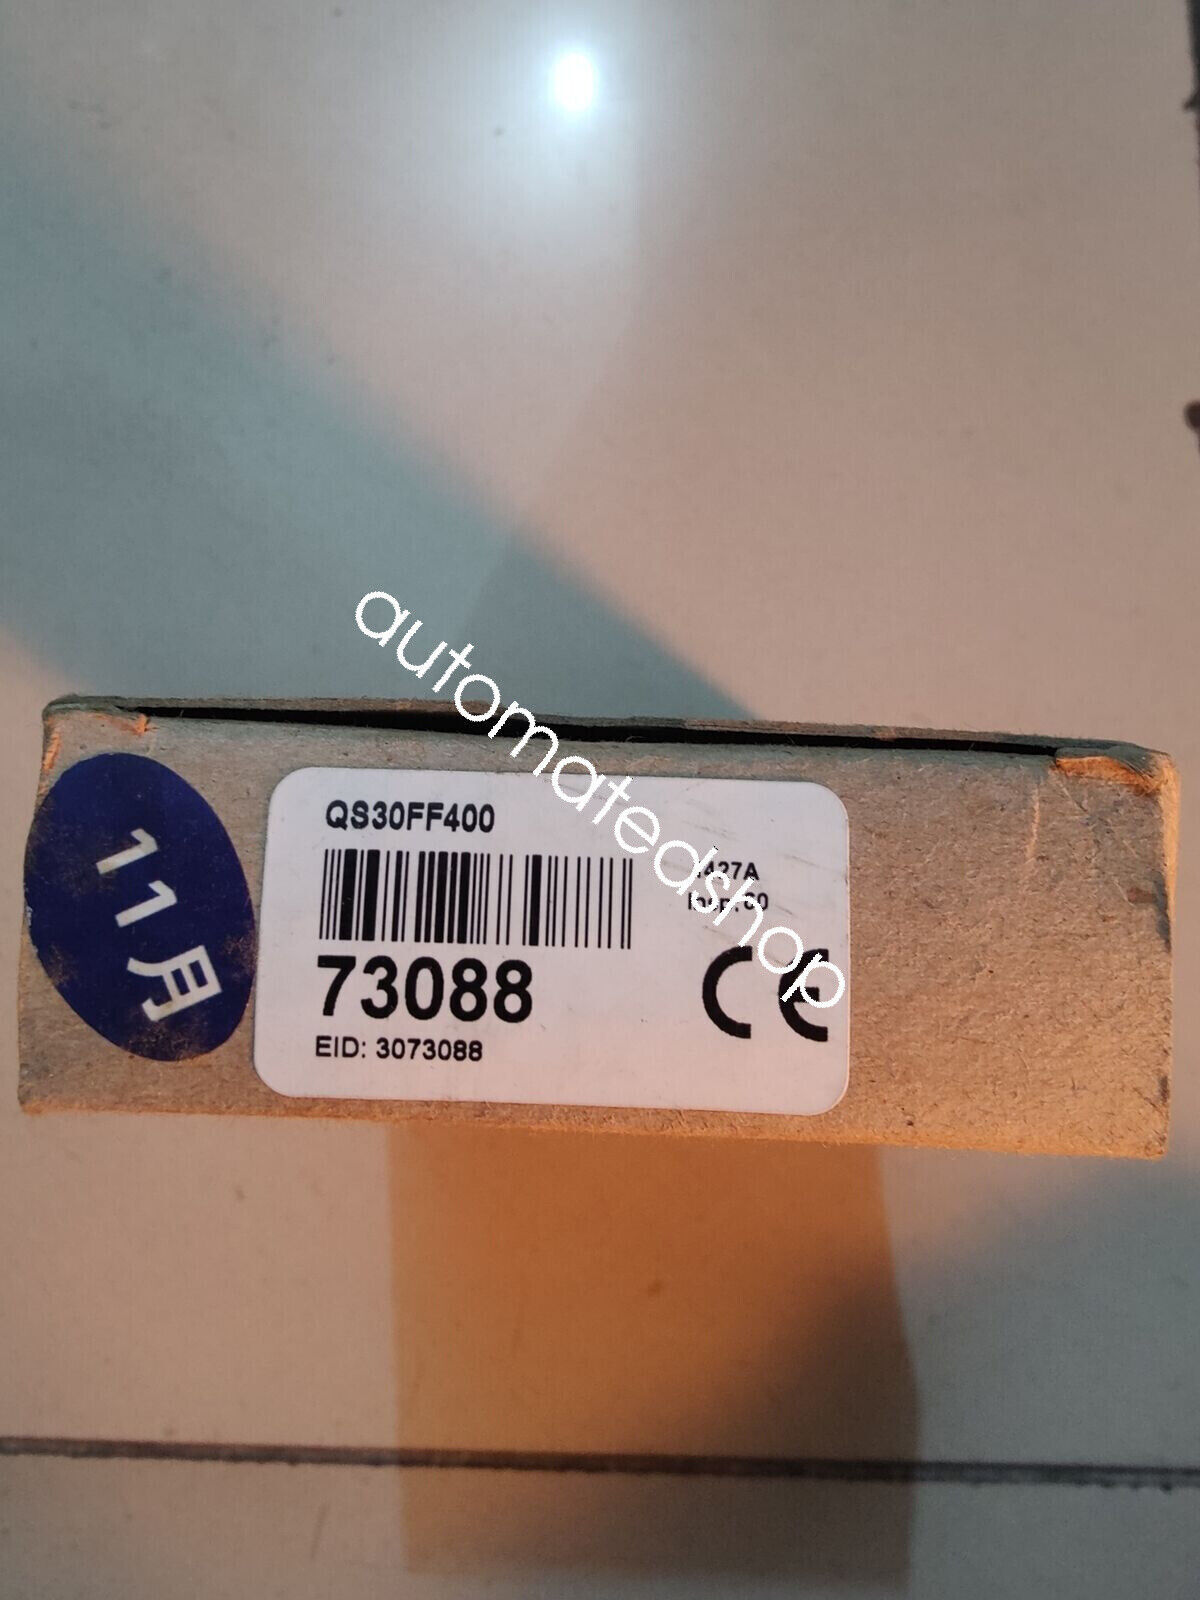 automatedshop
11月
QS30FF400
73088
EID: 3073088
CE